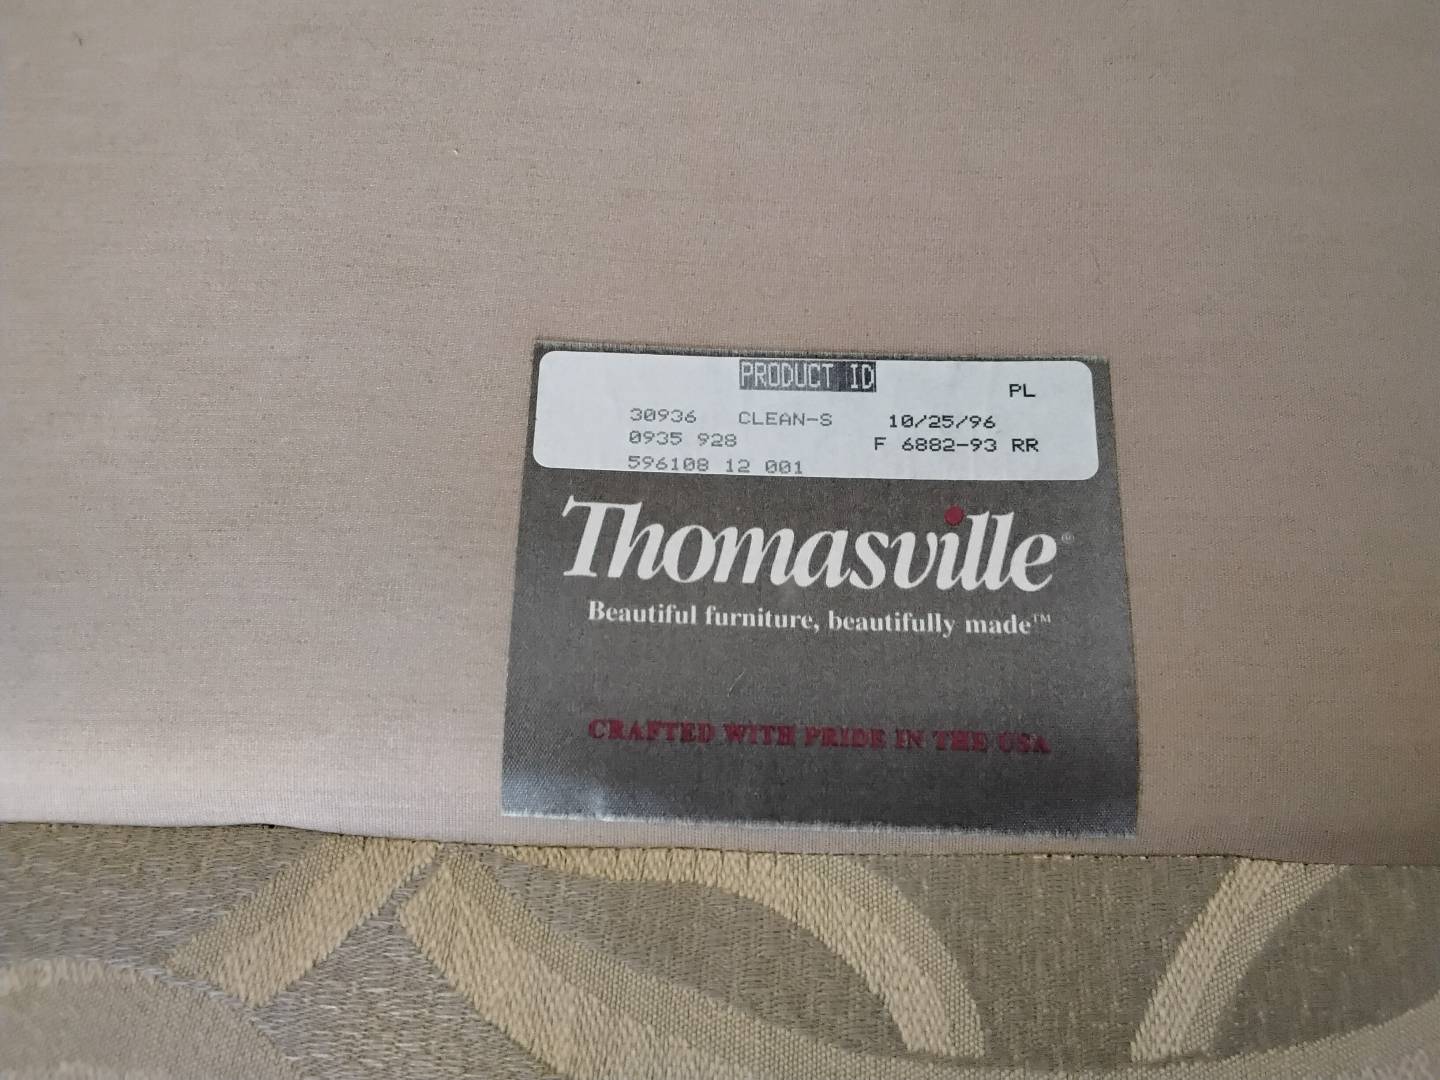 PRODUCT ID
PL
30936 CLEAN-S 10/25/96
0935 928 F 6882-93 RR
596108 12 001
Thomasville®
Beautiful furniture, beautifully made™
CRAFTED WITH PRIDE IN THE USA